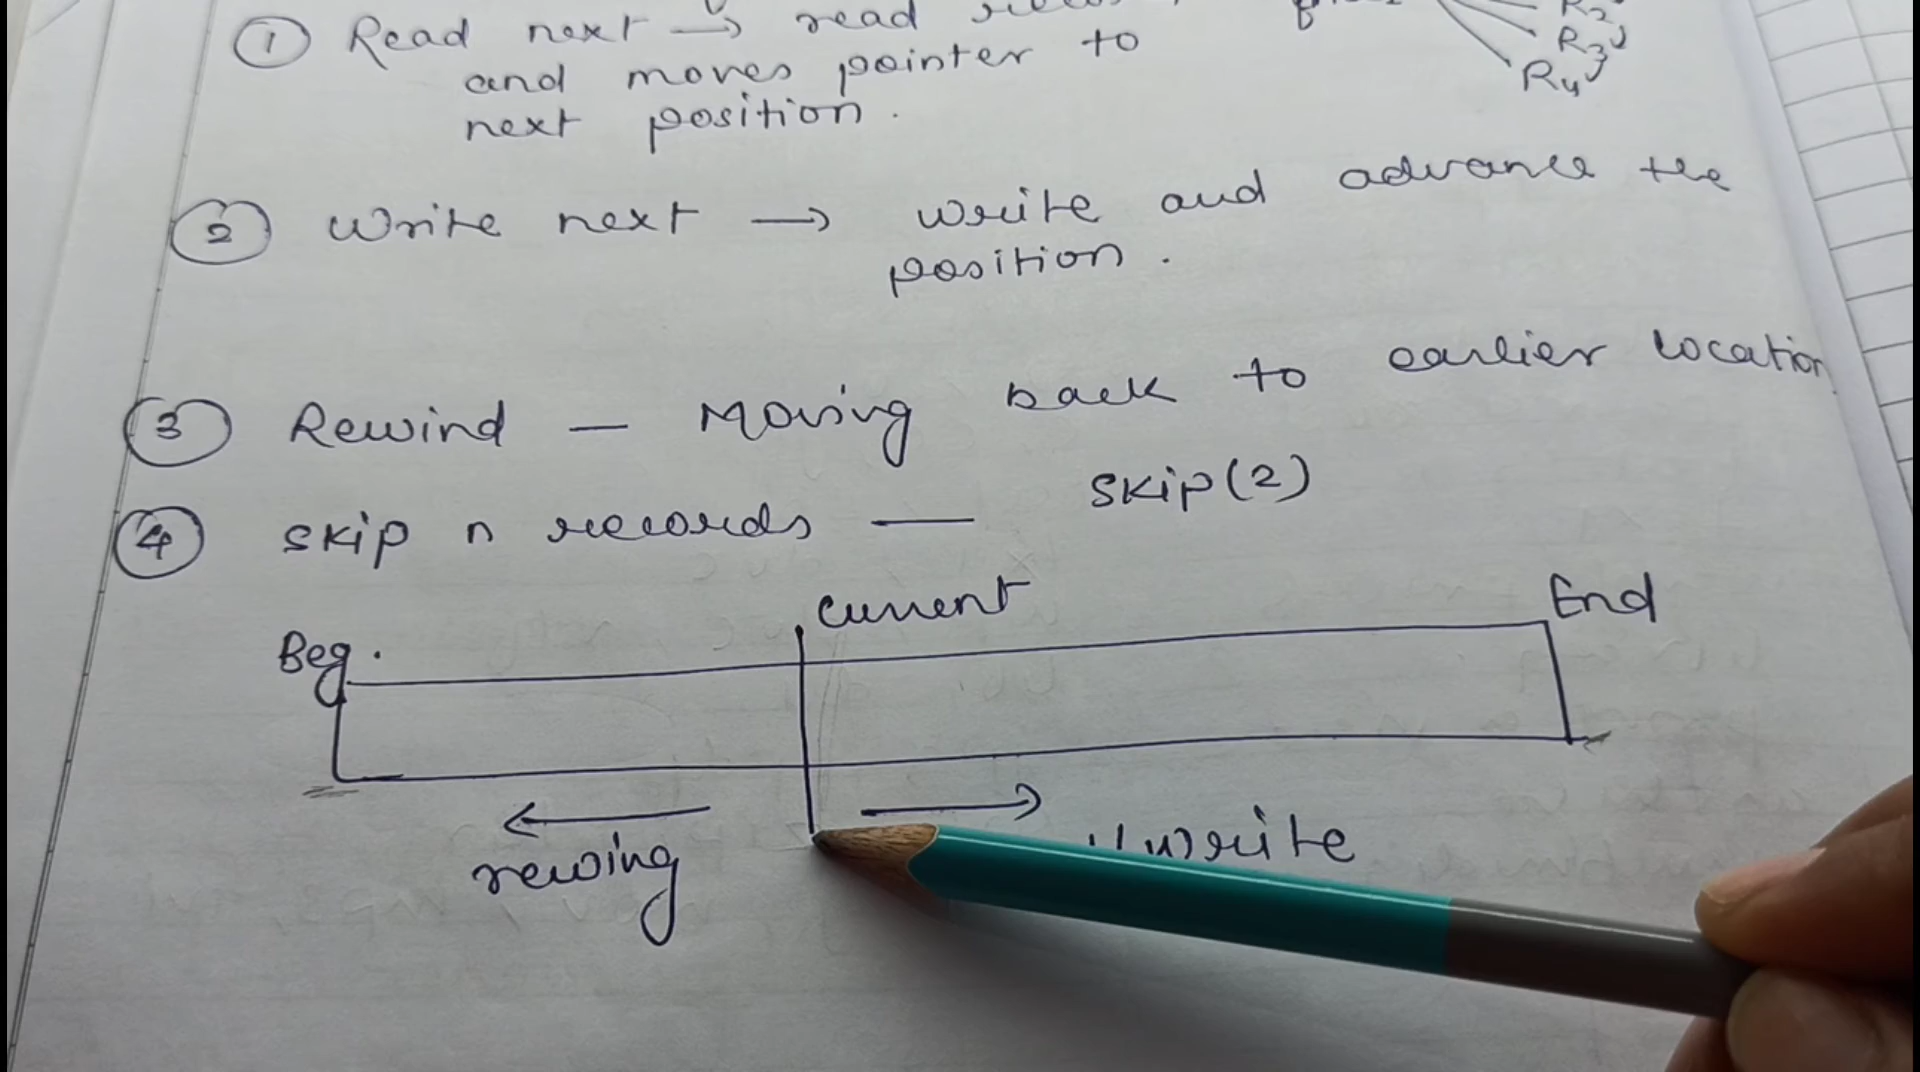 ① Read next → read
and moves pointer to
next position.
R2
R3
R4
② Write next → write and advance the
position.
③ Rewind — Moving back to earlier location
④ skip n records — skip(2)
Beg. current End
← →
rewing write